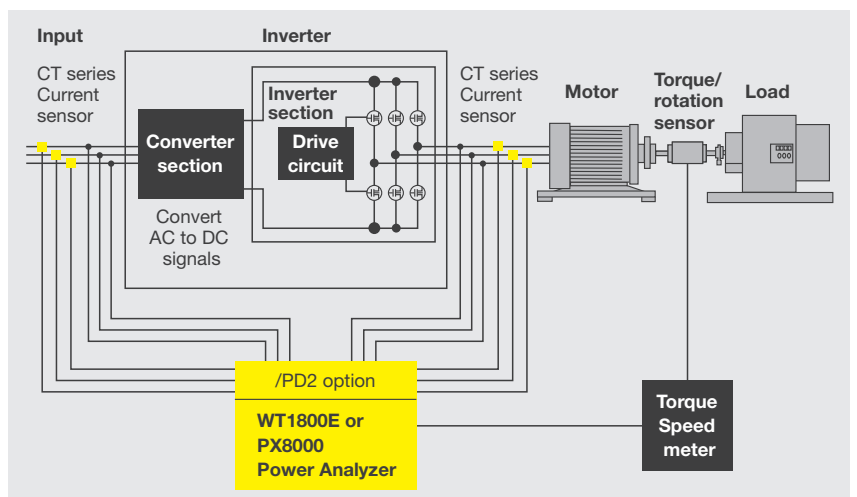 Input
Inverter
CT series
Current
sensor
Converter
section
Convert
AC to DC
signals
Inverter
section
Drive
circuit
CT series
Current
sensor
Motor
Torque/
rotation
sensor
Load
/PD2 option
WT1800E or
PX8000
Power Analyzer
Torque
Speed
meter